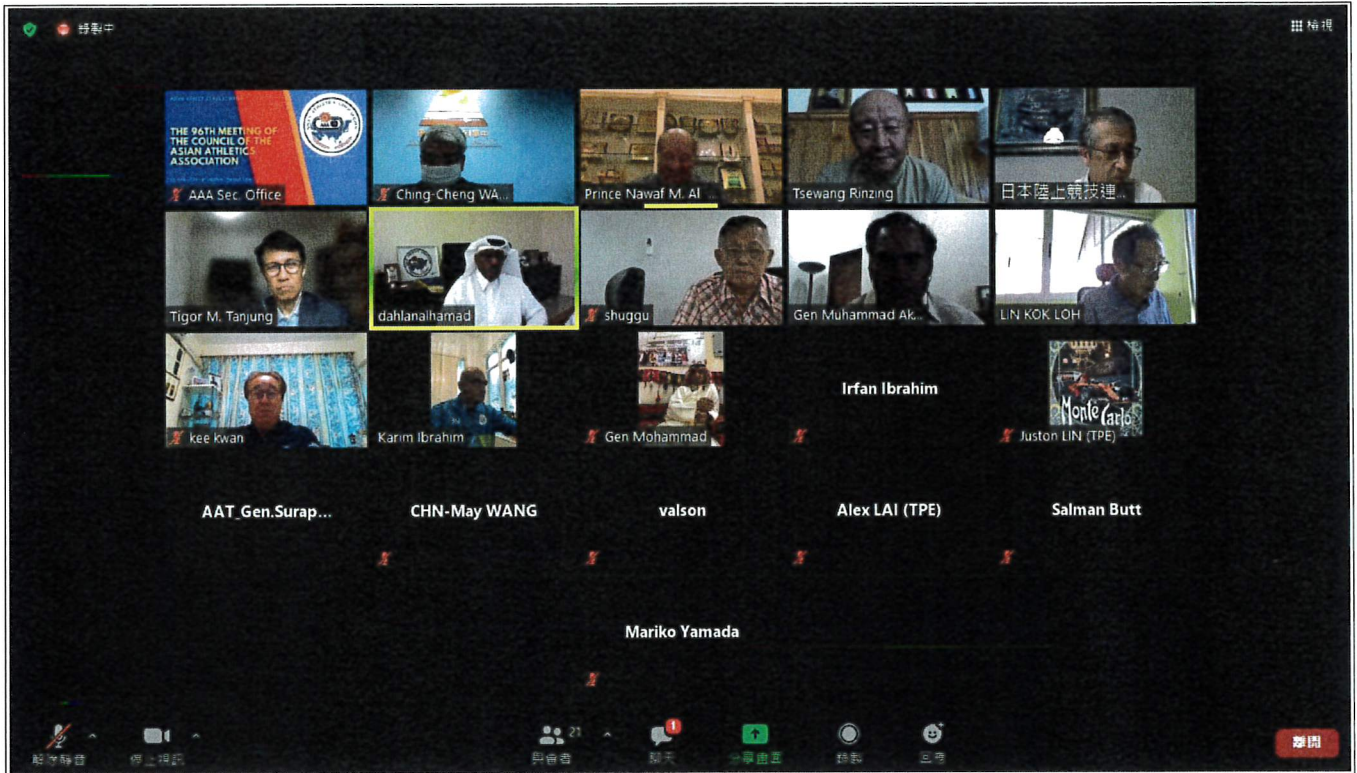 錄製中
檢視
THE 96TH MEETING OF
THE COUNCIL OF THE
ASIAN ATHLETICS
ASSOCIATION
AAA Sec. Office
Ching-Cheng WA...
Prince Nawaf M. Al ...
Tsewang Rinzing
日本陸上競技連...
Tigor M. Tanjung
dahlanalhamad
shuggu
Gen Muhammad Ak...
LIN KOK LOH
kee kwan
Karim Ibrahim
Gen Mohammad
Irfan Ibrahim
Monte Carlo
Juston LIN (TPE)
AAT_Gen.Surap...
CHN-May WANG
valson
Alex LAI (TPE)
Salman Butt
Mariko Yamada
解除靜音
停止視訊
21
與會者
1
聊天
分享畫面
錄製
回應
離開